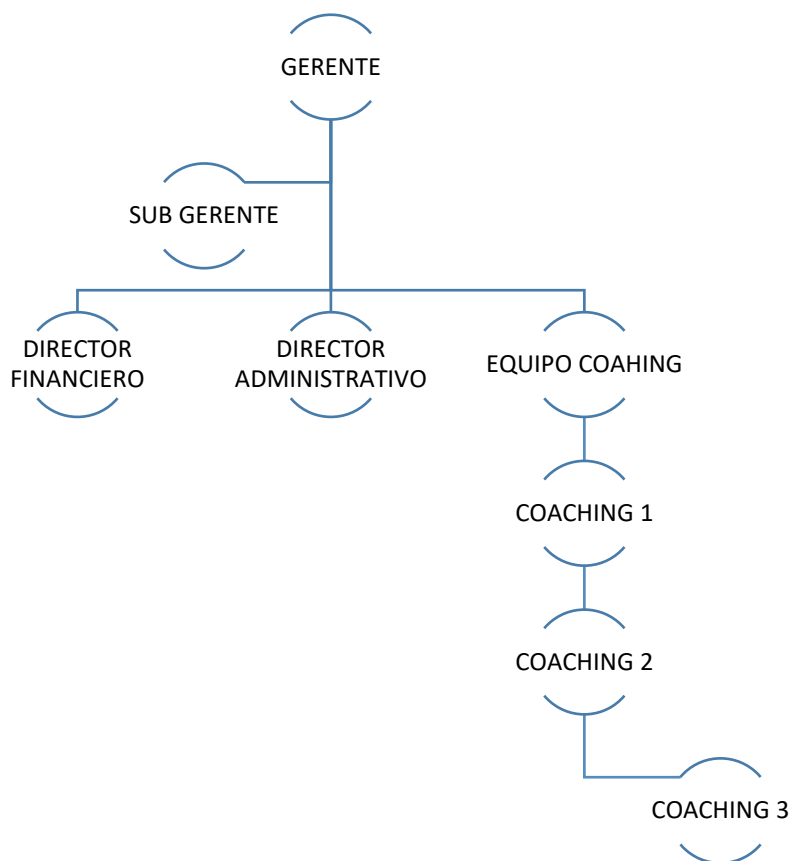 GERENTE
SUB GERENTE
DIRECTOR
FINANCIERO
DIRECTOR
ADMINISTRATIVO
EQUIPO COAHING
COACHING 1
COACHING 2
COACHING 3